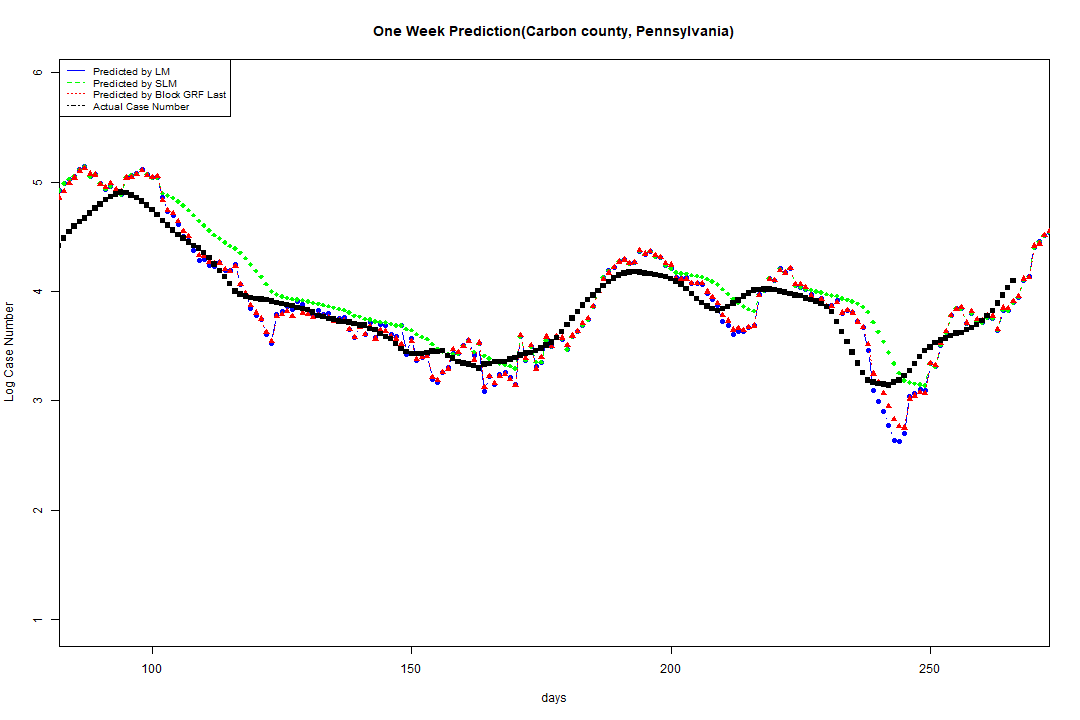 One Week Prediction(Carbon county, Pennsylvania)
Predicted by LM
Predicted by SLM
Predicted by Block GRF Last
Actual Case Number
6
5
4
3
2
1
Log Case Number
100 150 200 250
days